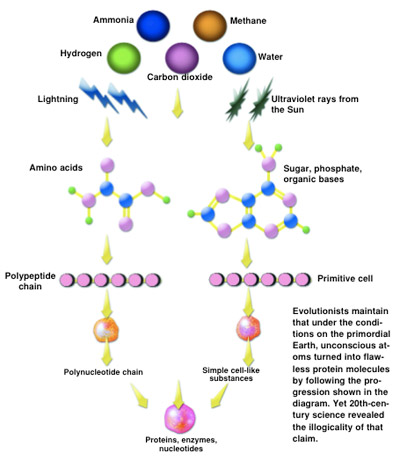 Ammonia
Methane
Hydrogen
Water
Carbon dioxide
Lightning
Ultraviolet rays from
the Sun
Amino acids
Sugar, phosphate,
organic bases
Polypeptide
chain
Primitive cell
Evolutionists maintain
that under the condi-
tions on the primordial
Earth, unconscious at-
oms turned into flaw-
less protein molecules
by following the pro-
gression shown in the
diagram. Yet 20th-cen-
tury science revealed
the illogicality of that
claim.
Polynucleotide chain
Simple cell-like
substances
Proteins, enzymes,
nucleotides